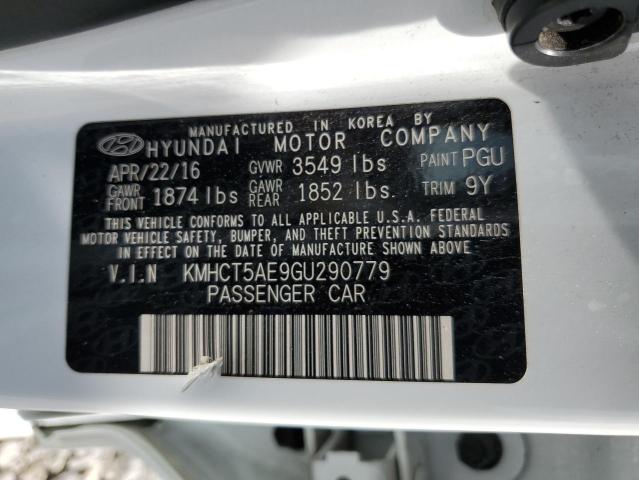 MANUFACTURED IN KOREA BY
HYUNDAI MOTOR COMPANY
APR/22/16 GVWR 3549 lbs PAINT PGU
GAWR FRONT 1874 lbs GAWR REAR 1852 lbs. TRIM 9Y
THIS VEHICLE CONFORMS TO ALL APPLICABLE U.S.A. FEDERAL
MOTOR VEHICLE SAFETY, BUMPER, AND THEFT PREVENTION STANDARDS
IN EFFECT ON THE DATE OF MANUFACTURE SHOWN ABOVE.
V.I.N KMHCT5AE9GU290779
PASSENGER CAR